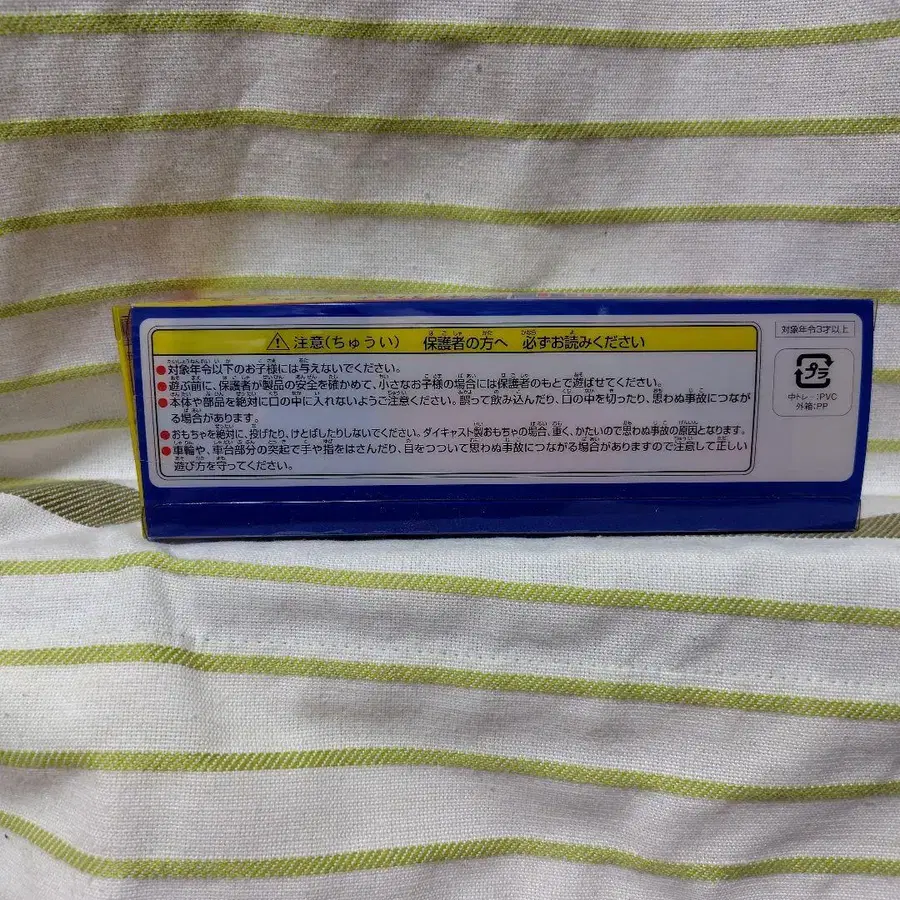 ⚠注意(ちゅうい) 保護者の方へ 必ずお読みください
●対象年令以下のお子様には与えないでください。
●遊ぶ前に、保護者が製品の安全を確かめて、小さなお子様の場合には保護者のもとで遊ばせてください。
●本体や部品を絶対に口の中に入れないようご注意ください。誤って飲み込んだり、口の中を切ったり、思わぬ事故につなが
る場合があります。
●おもちゃを絶対に、投げたり、けとばしたりしないでください。ダイキャスト製おもちゃの場合、重く、かたいので思わぬ事故の原因となります。
●車輪や、車台部分の突起で手や指をはさんだり、目をつついて思わぬ事故につながる場合がありますので注意して正しい
遊び方を守ってください。
対象年令3才以上
プラ
中トレー:PVC
外箱:PP